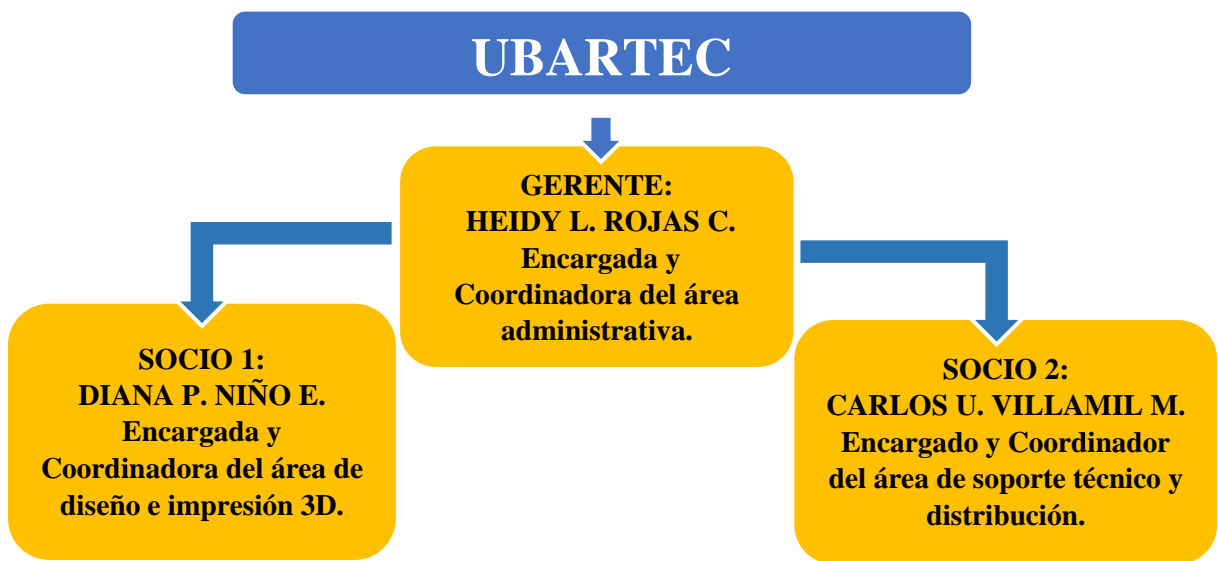 UBARTEC
GERENTE:
HEIDY L. ROJAS C.
Encargada y
Coordinadora del área
administrativa.
SOCIO 1:
DIANA P. NIÑO E.
Encargada y
Coordinadora del área de
diseño e impresión 3D.
SOCIO 2:
CARLOS U. VILLAMIL M.
Encargado y Coordinador
del área de soporte técnico y
distribución.